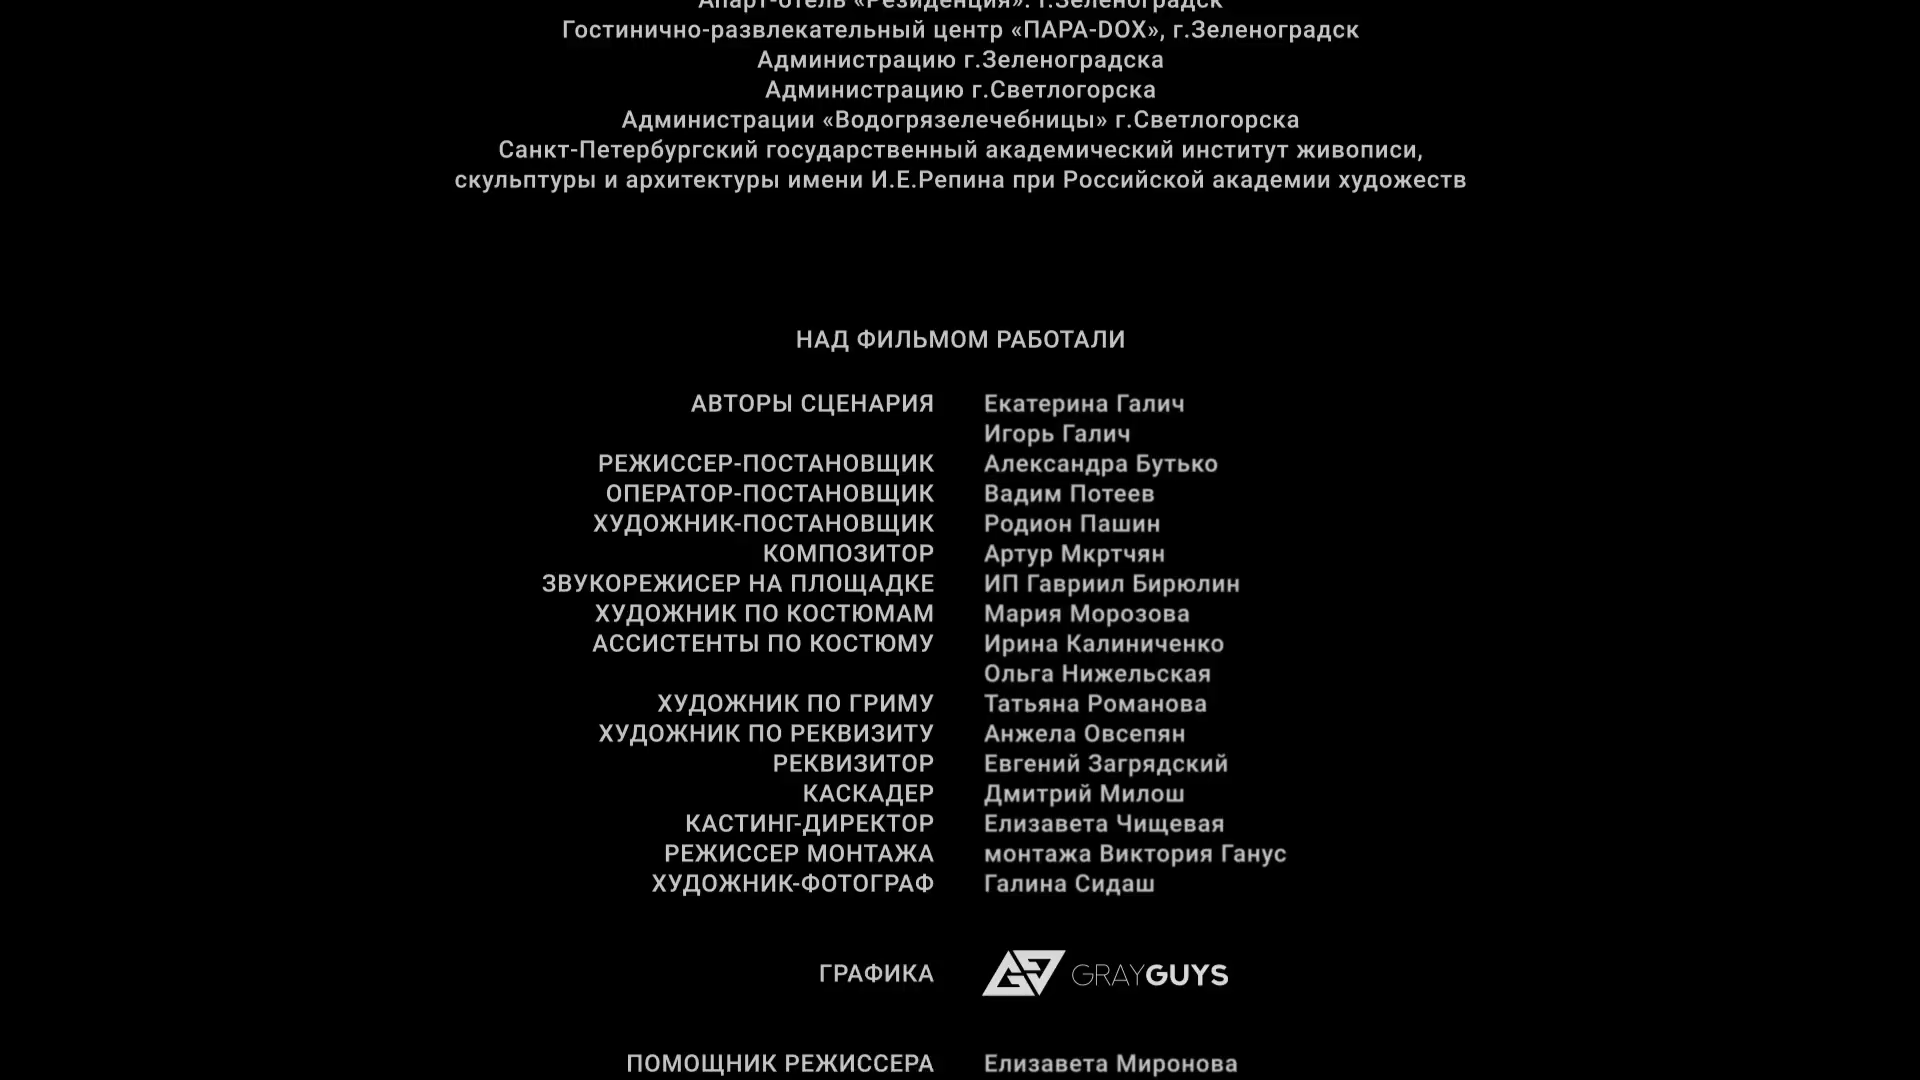 Апарт-отель «Резиденция». г.Зеленоградск
Гостинично-развлекательный центр «ПАРА-DOX», г.Зеленоградск
Администрацию г.Зеленоградска
Администрацию г.Светлогорска
Администрации «Водогрязелечебницы» г.Светлогорска
Санкт-Петербургский государственный академический институт живописи,
скульптуры и архитектуры имени И.Е.Репина при Российской академии художеств
НАД ФИЛЬМОМ РАБОТАЛИ
АВТОРЫ СЦЕНАРИЯ Екатерина Галич
Игорь Галич
РЕЖИССЕР-ПОСТАНОВЩИК Александра Бутько
ОПЕРАТОР-ПОСТАНОВЩИК Вадим Потеев
ХУДОЖНИК-ПОСТАНОВЩИК Родион Пашин
КОМПОЗИТОР Артур Мкртчян
ЗВУКОРЕЖИСЕР НА ПЛОЩАДКЕ ИП Гавриил Бирюлин
ХУДОЖНИК ПО КОСТЮМАМ Мария Морозова
АССИСТЕНТЫ ПО КОСТЮМУ Ирина Калиниченко
Ольга Нижельская
ХУДОЖНИК ПО ГРИМУ Татьяна Романова
ХУДОЖНИК ПО РЕКВИЗИТУ Анжела Овсепян
РЕКВИЗИТОР Евгений Загрядский
КАСКАДЕР Дмитрий Милош
КАСТИНГ-ДИРЕКТОР Елизавета Чищевая
РЕЖИССЕР МОНТАЖА монтажа Виктория Ганус
ХУДОЖНИК-ФОТОГРАФ Галина Сидаш
ГРАФИКА GRAYGUYS
ПОМОЩНИК РЕЖИССЕРА Елизавета Миронова